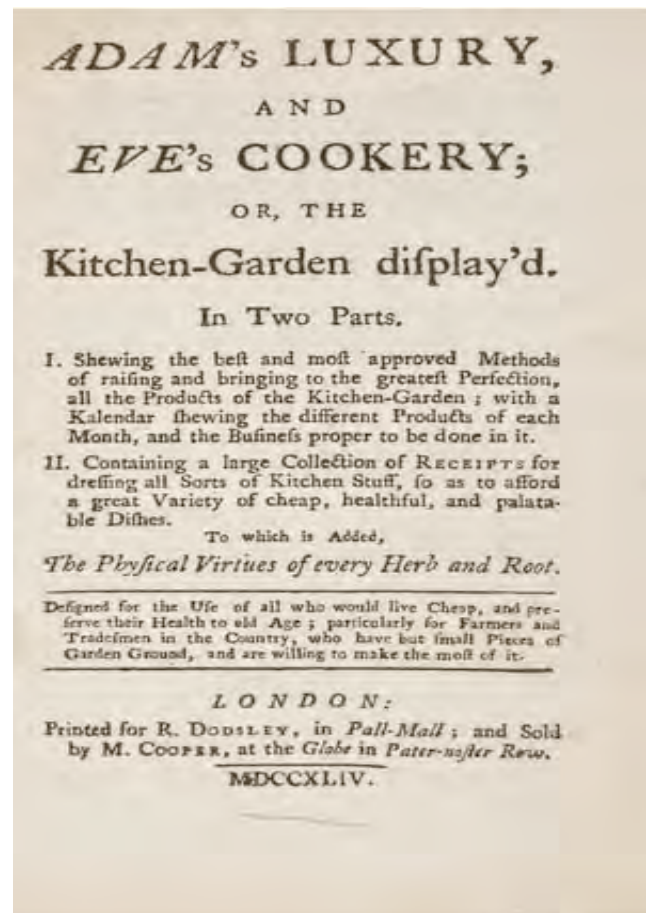 ADAM's LUXURY,
AND
EVE's COOKERY;
OR, THE
Kitchen-Garden diſplay'd.
In Two Parts.
I. Shewing the beſt and moſt approved Methods
of raiſing and bringing to the greateſt Perfection,
all the Products of the Kitchen-Garden; with a
Kalendar ſhewing the different Products of each
Month, and the Buſineſs proper to be done in it.
II. Containing a large Collection of RECEIPTS for
dreſſing all Sorts of Kitchen Stuff, ſo as to afford
a great Variety of cheap, healthful, and palata-
ble Diſhes.
To which is Added,
The Phyſical Virtues of every Herb and Root.
Deſigned for the Uſe of all who would live Cheap, and pre-
ſerve their Health to old Age; particularly for Farmers and
Tradeſmen in the Country, who have but ſmall Pieces of
Garden Ground, and are willing to make the moſt of it.
LONDON:
Printed for R. DODSLEY, in Pall-Mall; and Sold
by M. COOPER, at the Globe in Pater-noſter Row.
MDCCXLIV.